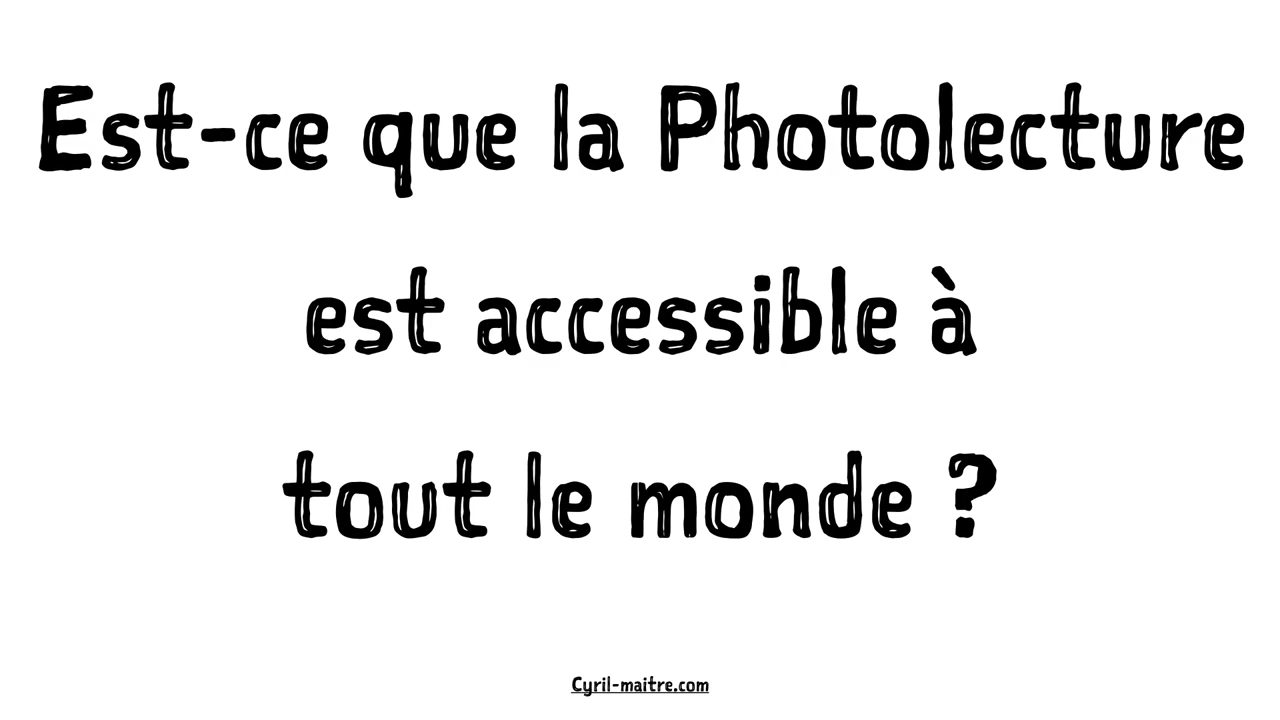 Est-ce que la Photolecture
est accessible à
tout le monde ?
Cyril-maitre.com